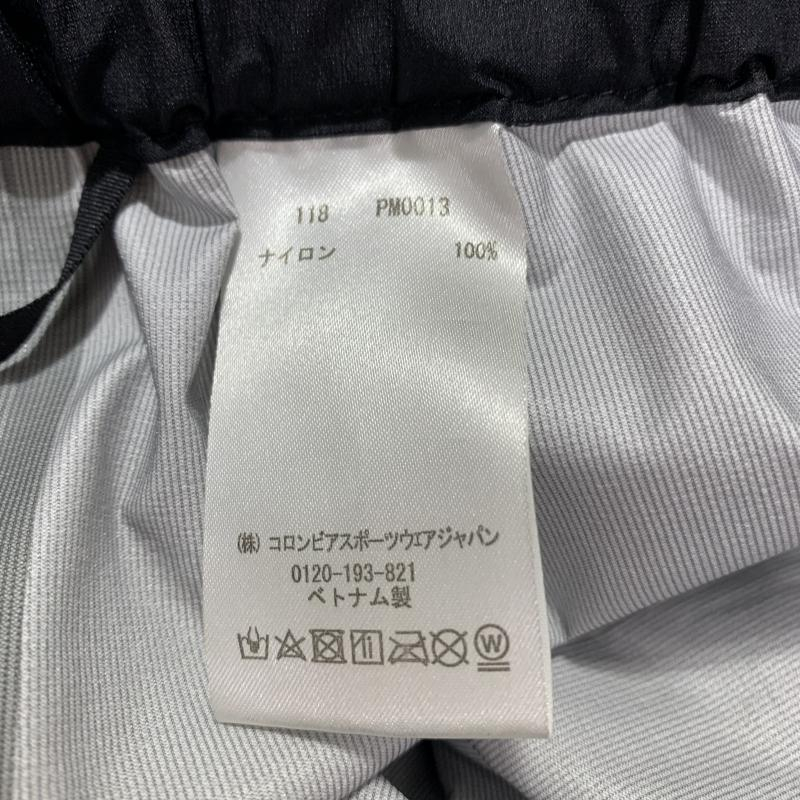 118 PM0013
ナイロン 100%
(株) コロンビアスポーツウェアジャパン
0120-193-821
ベトナム製
W